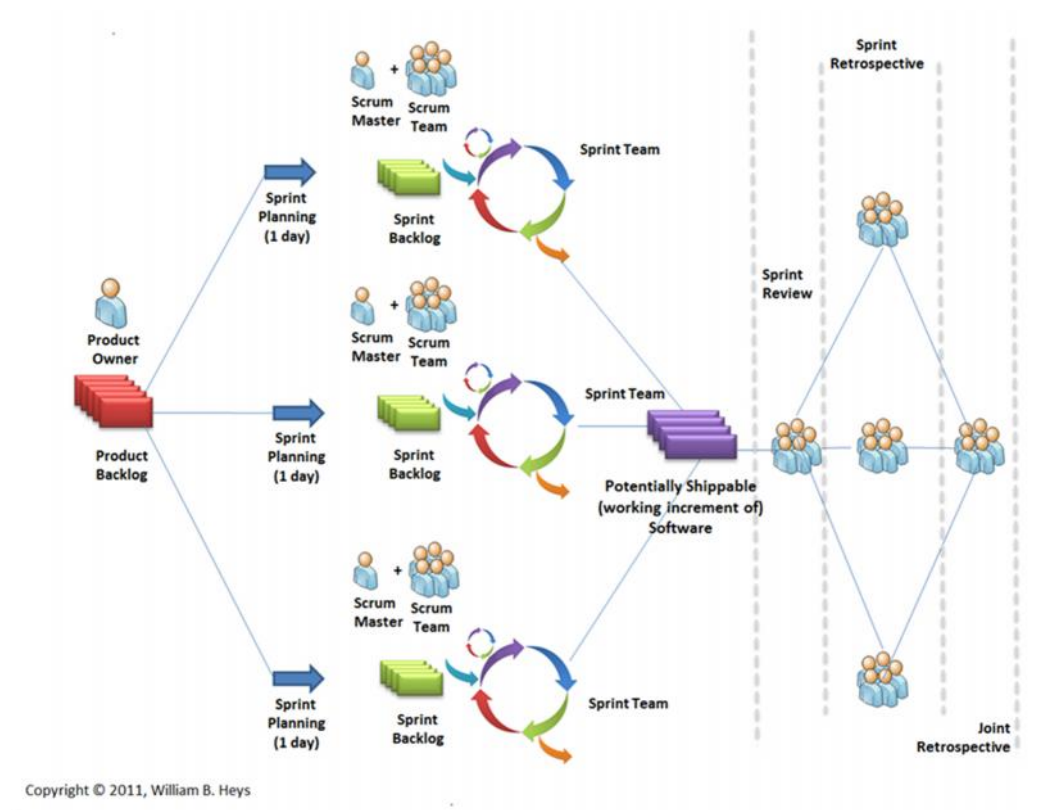 Sprint
Retrospective
+
Scrum
Master
Scrum
Team
Sprint Team
Sprint
Planning
(1 day)
Sprint
Backlog
Sprint
Review
Product
Owner
+
Scrum
Master
Scrum
Team
Sprint Team
Sprint
Planning
(1 day)
Sprint
Backlog
Product
Backlog
Potentially Shippable
(working increment of)
Software
+
Scrum
Master
Scrum
Team
Sprint Team
Sprint
Planning
(1 day)
Sprint
Backlog
Joint
Retrospective
Copyright © 2011, William B. Heys